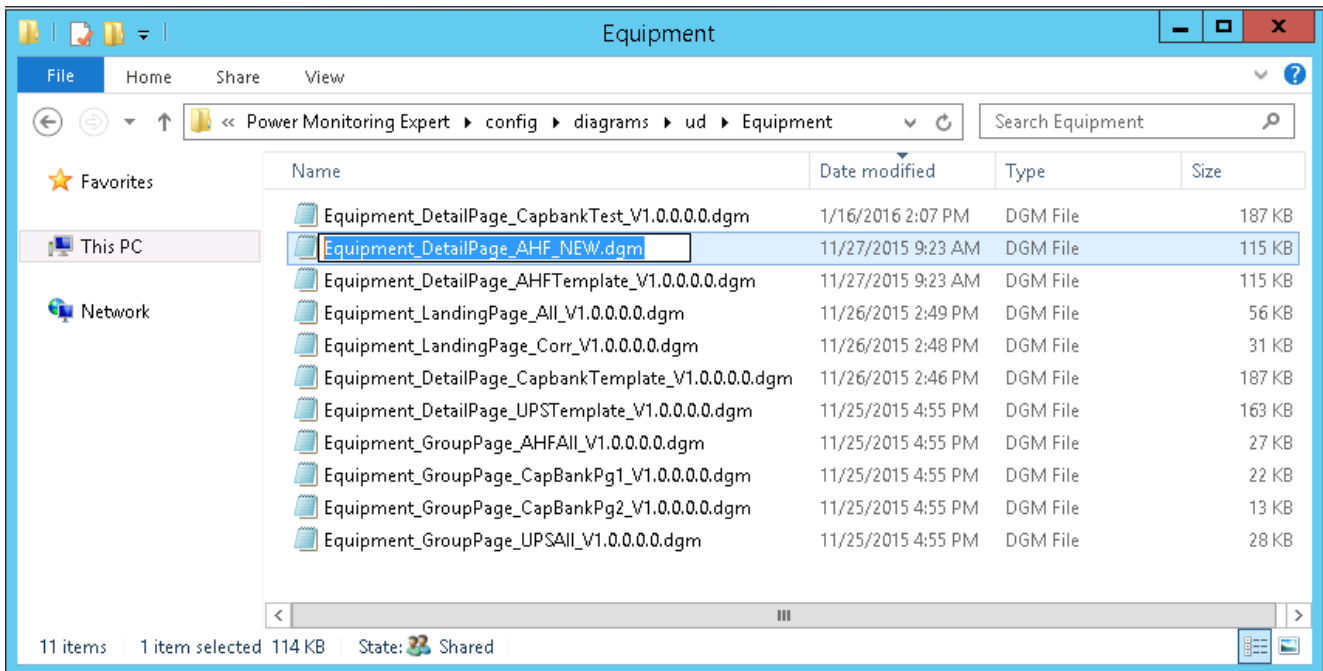 Equipment
File Home Share View
« Power Monitoring Expert config diagrams ud Equipment Search Equipment
Favorites
This PC
Network
Name Date modified Type Size
Equipment_DetailPage_CapbankTest_V1.0.0.0.0.dgm 1/16/2016 2:07 PM DGM File 187 KB
Equipment_DetailPage_AHF_NEW.dgm 11/27/2015 9:23 AM DGM File 115 KB
Equipment_DetailPage_AHFTemplate_V1.0.0.0.0.dgm 11/27/2015 9:23 AM DGM File 115 KB
Equipment_LandingPage_All_V1.0.0.0.0.dgm 11/26/2015 2:49 PM DGM File 56 KB
Equipment_LandingPage_Corr_V1.0.0.0.0.dgm 11/26/2015 2:48 PM DGM File 31 KB
Equipment_DetailPage_CapbankTemplate_V1.0.0.0.0.dgm 11/26/2015 2:46 PM DGM File 187 KB
Equipment_DetailPage_UPSTemplate_V1.0.0.0.0.dgm 11/25/2015 4:55 PM DGM File 163 KB
Equipment_GroupPage_AHFAll_V1.0.0.0.0.dgm 11/25/2015 4:55 PM DGM File 27 KB
Equipment_GroupPage_CapBankPg1_V1.0.0.0.0.dgm 11/25/2015 4:55 PM DGM File 22 KB
Equipment_GroupPage_CapBankPg2_V1.0.0.0.0.dgm 11/25/2015 4:55 PM DGM File 13 KB
Equipment_GroupPage_UPSAll_V1.0.0.0.0.dgm 11/25/2015 4:55 PM DGM File 28 KB
11 items 1 item selected 114 KB State: Shared